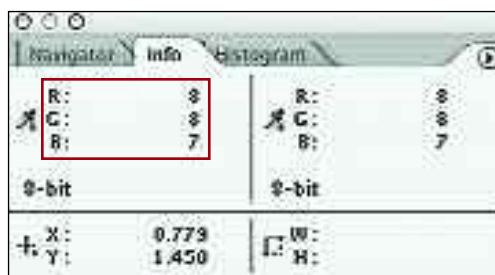 Navigator Info Histogram
R: 8 R: 8
G: 8 G: 8
B: 7 B: 7
8-bit 8-bit
X: 0.779 W:
Y: 1.450 H: